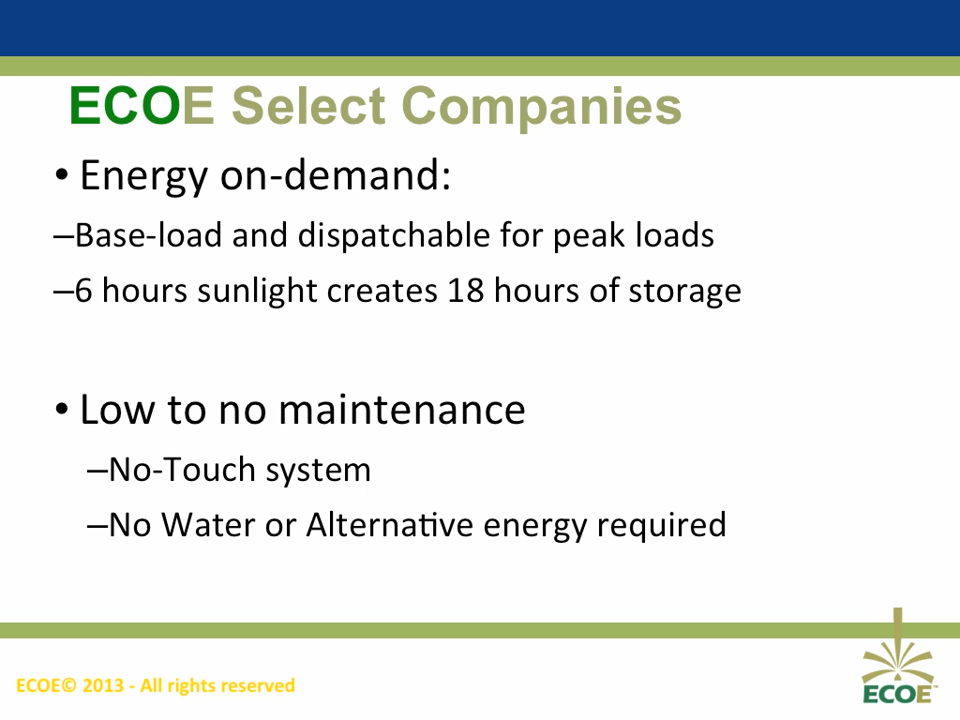 ECOE Select Companies
• Energy on-demand:
–Base-load and dispatchable for peak loads
–6 hours sunlight creates 18 hours of storage
• Low to no maintenance
–No-Touch system
–No Water or Alternative energy required
ECOE© 2013 - All rights reserved
ECOE™